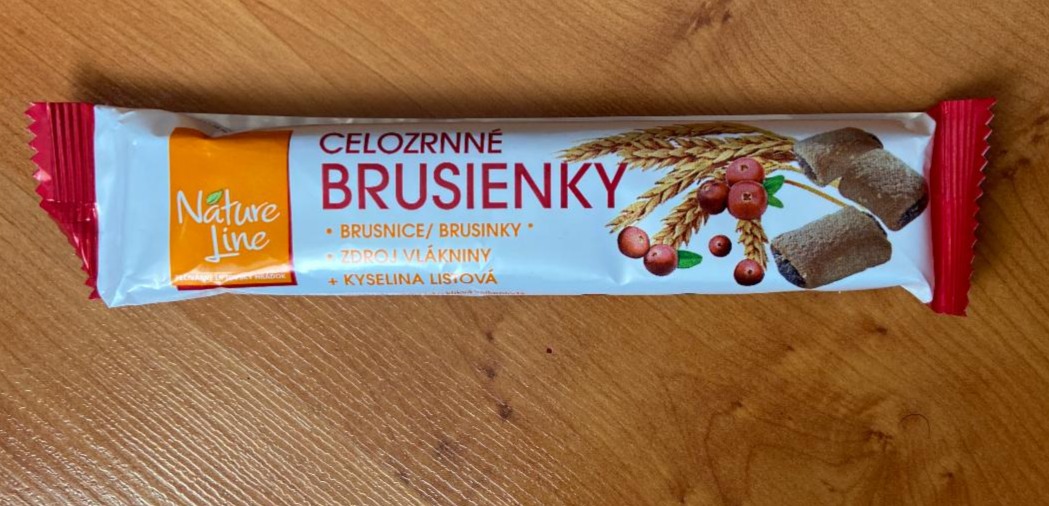 Nature
Line
CELOZRNNÉ
BRUSIENKY
• BRUSNICE/ BRUSINKY *
• ZDROJ VLÁKNINY
+ KYSELINA LISTOVÁ